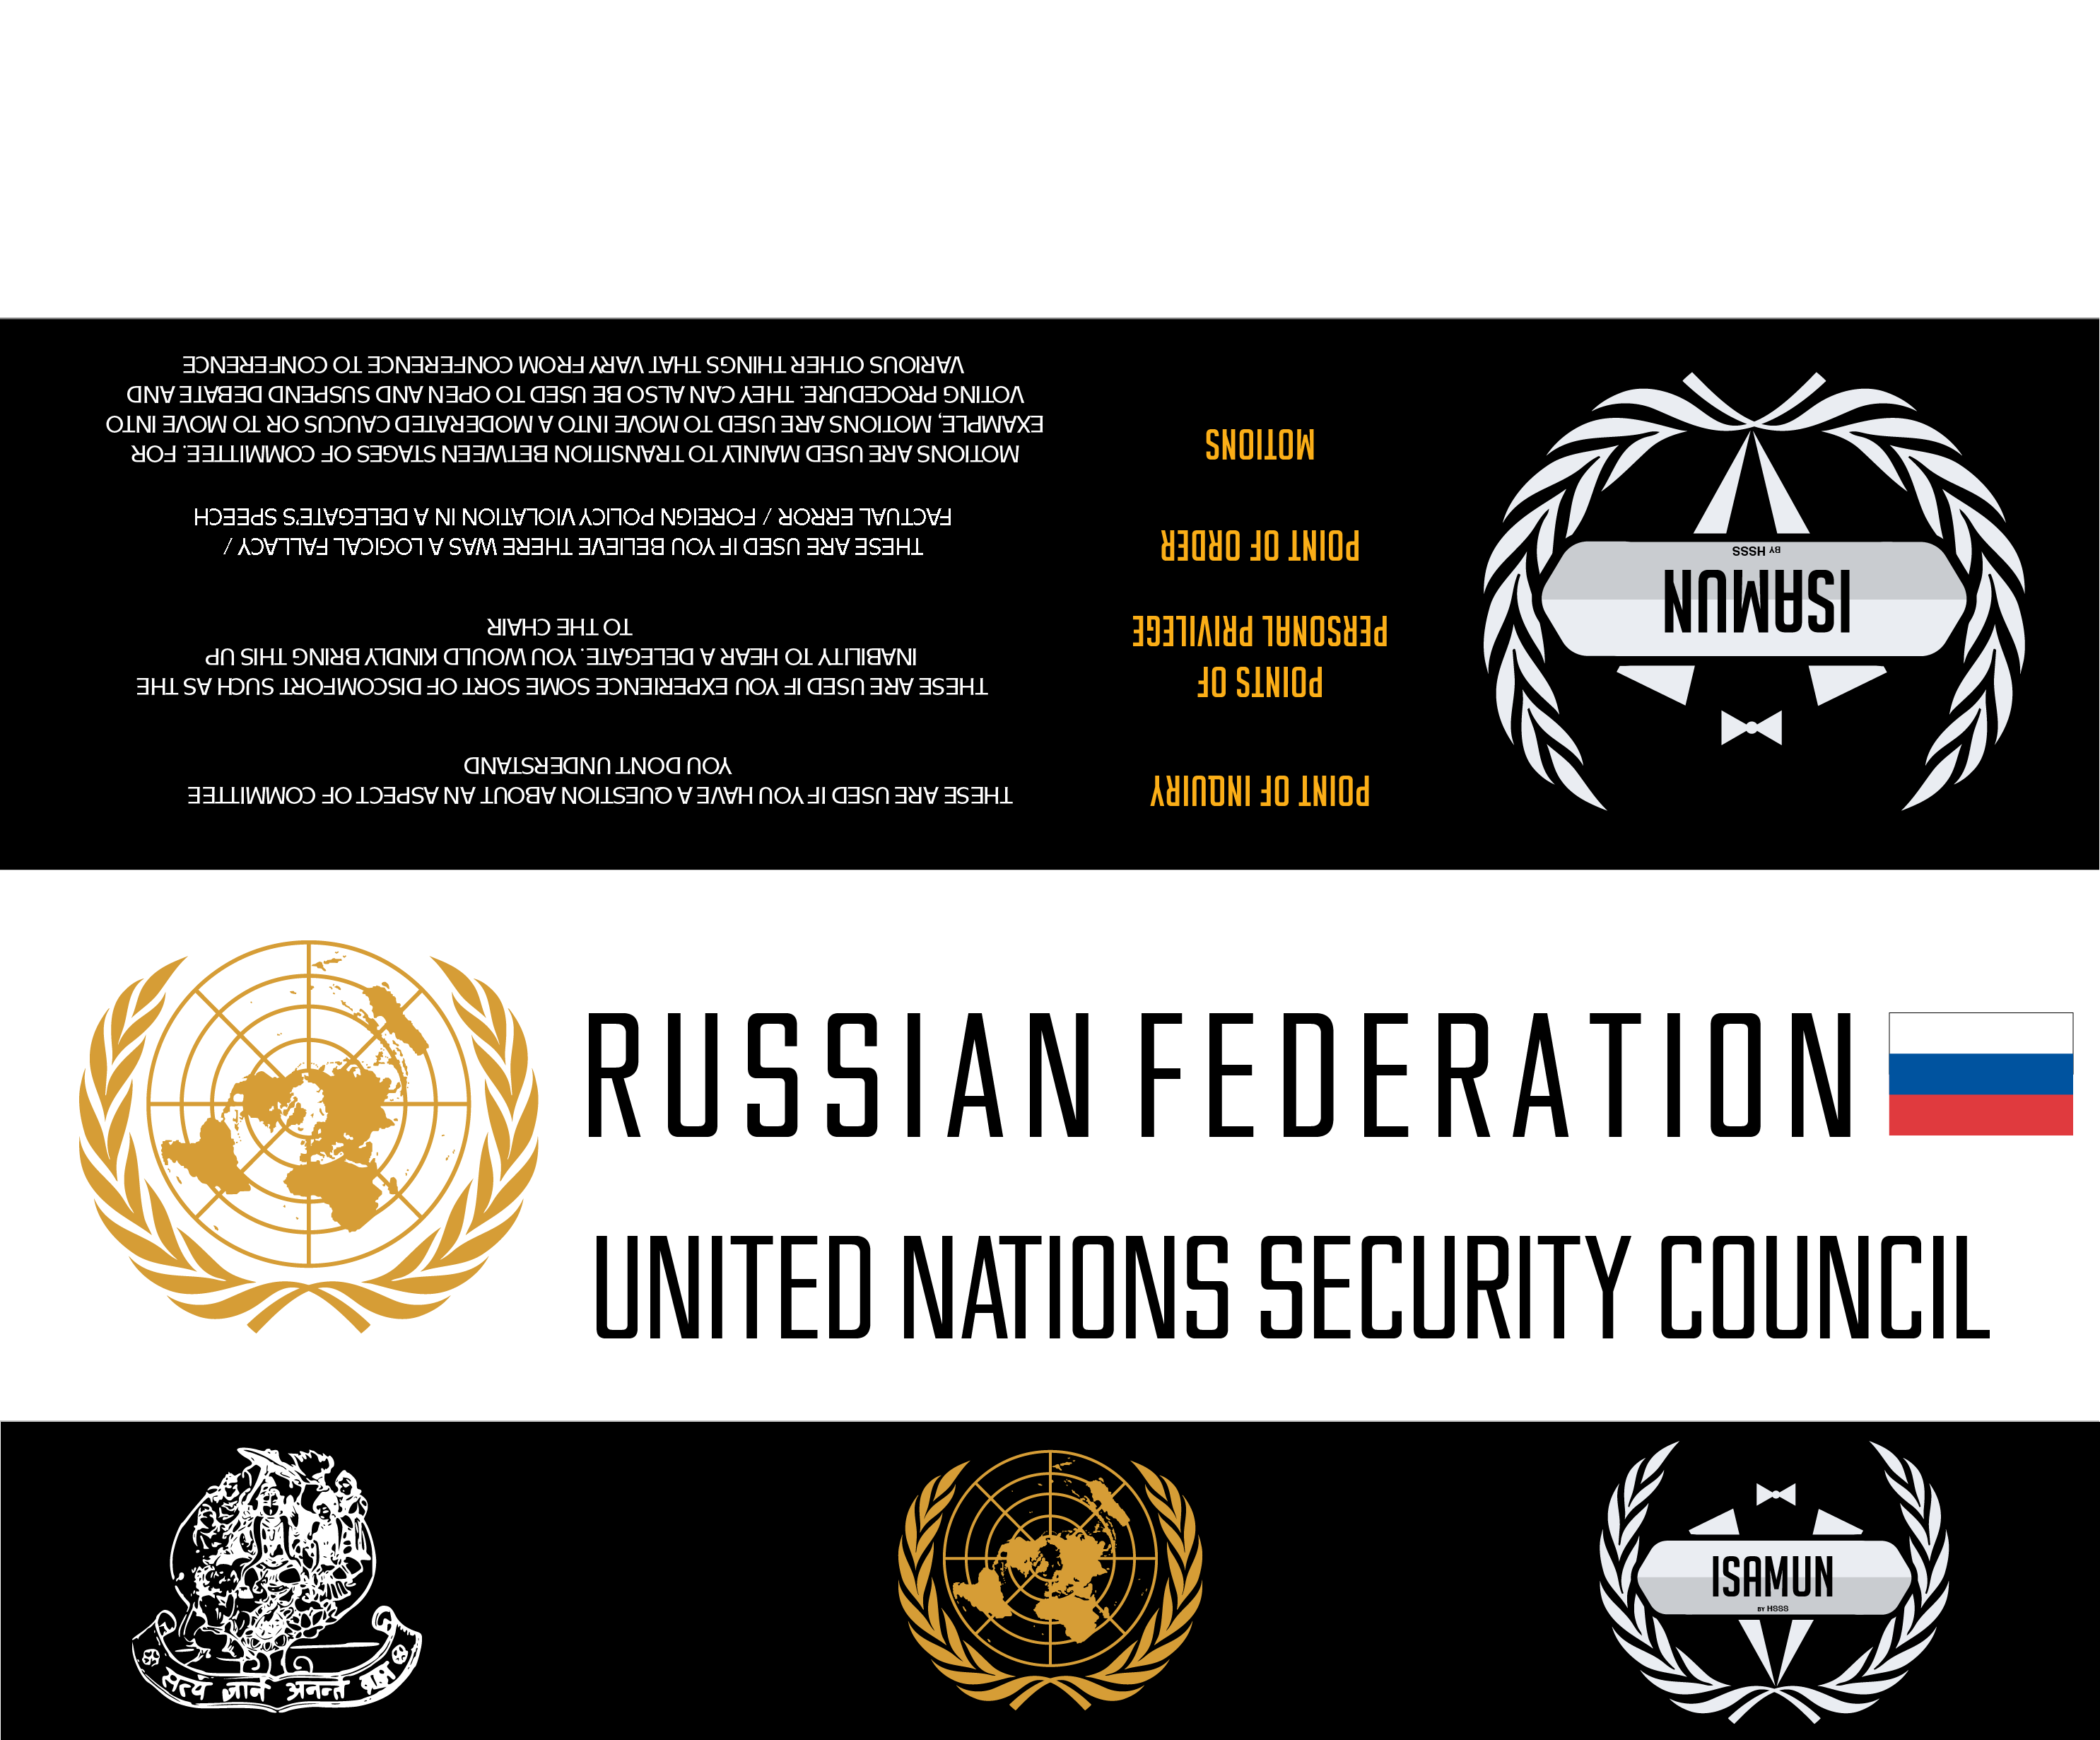 ISAMUN
BY HSSS
POINT OF INQUIRY
THESE ARE USED IF YOU HAVE A QUESTION ABOUT AN ASPECT OF COMMITTEE
YOU DON'T UNDERSTAND
POINTS OF
PERSONAL PRIVILEGE
THESE ARE USED IF YOU EXPERIENCE SOME SORT OF DISCOMFORT SUCH AS THE
INABILITY TO HEAR A DELEGATE. YOU WOULD KINDLY BRING THIS UP
TO THE CHAIR
POINT OF ORDER
THESE ARE USED IF YOU BELIEVE THERE WAS A LOGICAL FALLACY /
FACTUAL ERROR / FOREIGN POLICY VIOLATION IN A DELEGATE'S SPEECH
MOTIONS
MOTIONS ARE USED MAINLY TO TRANSITION BETWEEN STAGES OF COMMITTEE. FOR
EXAMPLE, MOTIONS ARE USED TO MOVE INTO A MODERATED CAUCUS OR TO MOVE INTO
VOTING PROCEDURE. THEY CAN ALSO BE USED TO OPEN AND SUSPEND DEBATE AND
VARIOUS OTHER THINGS THAT VARY FROM CONFERENCE TO CONFERENCE
RUSSIAN FEDERATION
UNITED NATIONS SECURITY COUNCIL
सत्यं ज्ञानं अनन्तं ब्रह्म
ISAMUN
BY HSSS